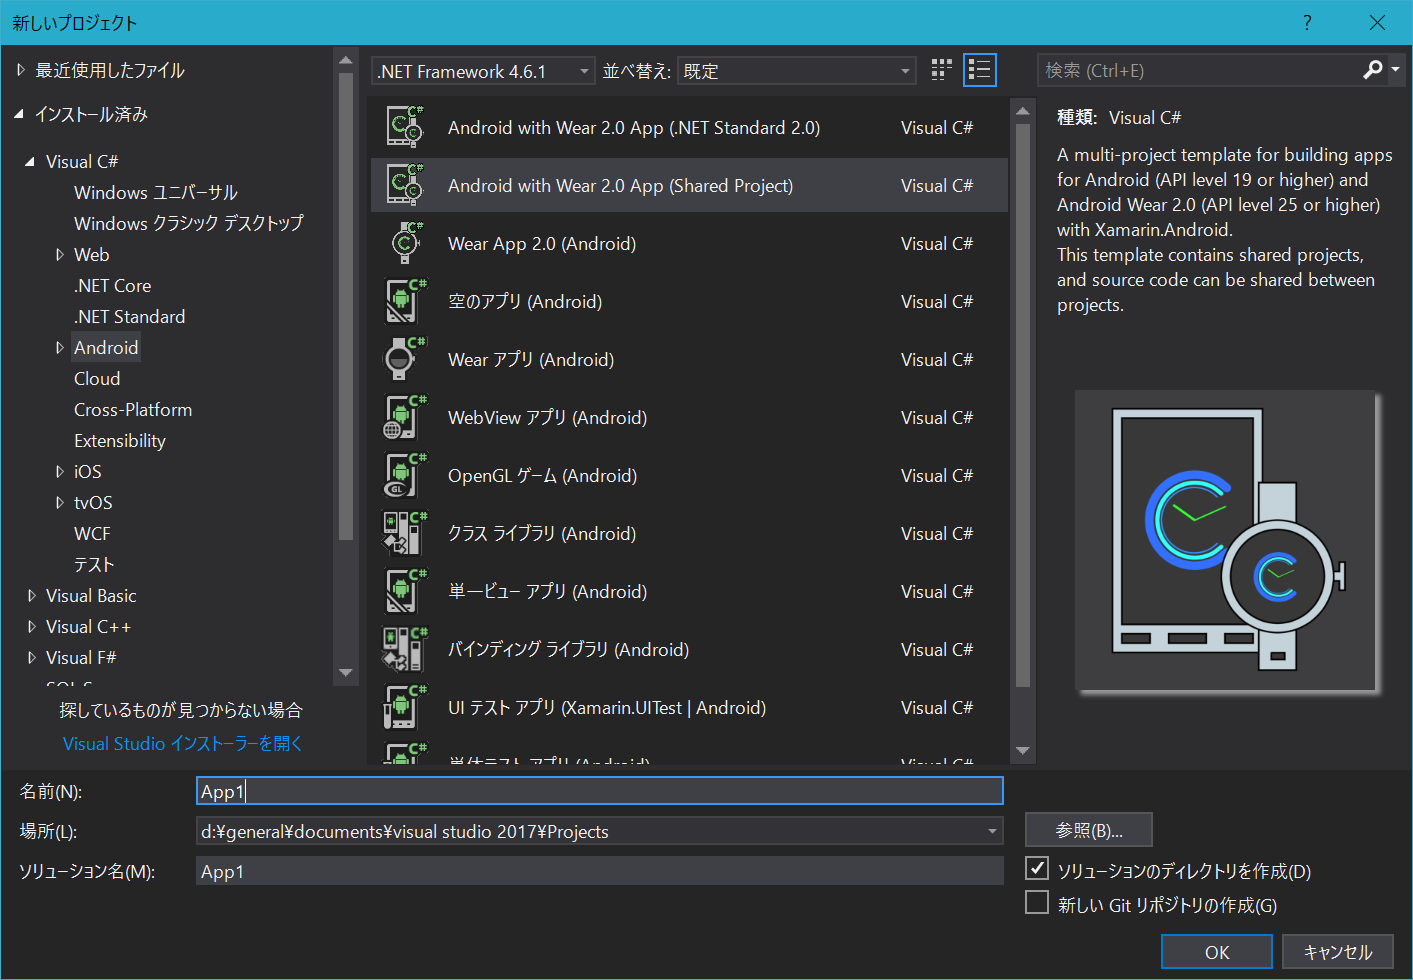 新しいプロジェクト
?
最近使用したファイル
インストール済み
Visual C#
Windows ユニバーサル
Windows クラシック デスクトップ
Web
.NET Core
.NET Standard
Android
Cloud
Cross-Platform
Extensibility
iOS
tvOS
WCF
テスト
Visual Basic
Visual C++
Visual F#
探しているものが見つからない場合
Visual Studio インストーラーを開く
.NET Framework 4.6.1
並べ替え:
既定
Android with Wear 2.0 App (.NET Standard 2.0) Visual C#
Android with Wear 2.0 App (Shared Project) Visual C#
Wear App 2.0 (Android) Visual C#
空のアプリ (Android) Visual C#
Wear アプリ (Android) Visual C#
WebView アプリ (Android) Visual C#
OpenGL ゲーム (Android) Visual C#
クラス ライブラリ (Android) Visual C#
単一ビュー アプリ (Android) Visual C#
バインディング ライブラリ (Android) Visual C#
UI テスト アプリ (Xamarin.UITest | Android) Visual C#
単体テスト アプリ (Android) Visual C#
検索 (Ctrl+E)
種類: Visual C#
A multi-project template for building apps
for Android (API level 19 or higher) and
Android Wear 2.0 (API level 25 or higher)
with Xamarin.Android.
This template contains shared projects,
and source code can be shared between
projects.
名前(N):
App1
場所(L):
d:¥general¥documents¥visual studio 2017¥Projects
参照(B)...
ソリューション名(M):
App1
ソリューションのディレクトリを作成(D)
新しい Git リポジトリの作成(G)
OK
キャンセル